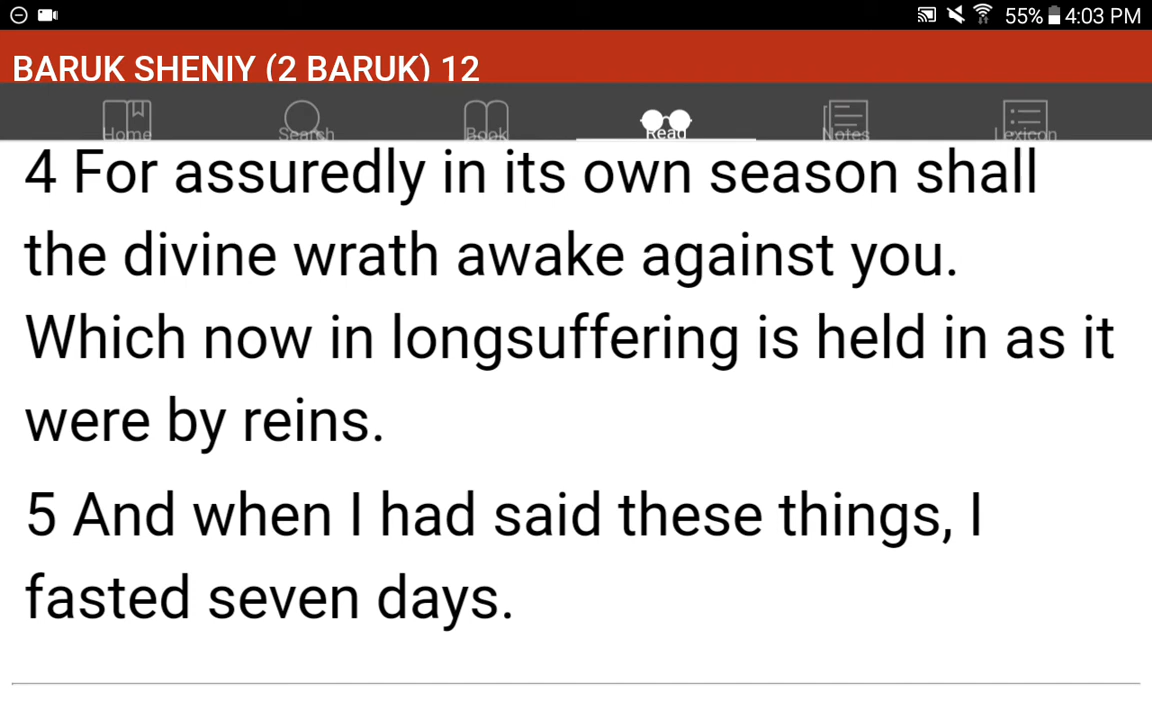 55% 4:03 PM
BARUK SHENIY (2 BARUK) 12
Home Search Book Read Notes Lexicon
4 For assuredly in its own season shall
the divine wrath awake against you.
Which now in longsuffering is held in as it
were by reins.
5 And when I had said these things, I
fasted seven days.